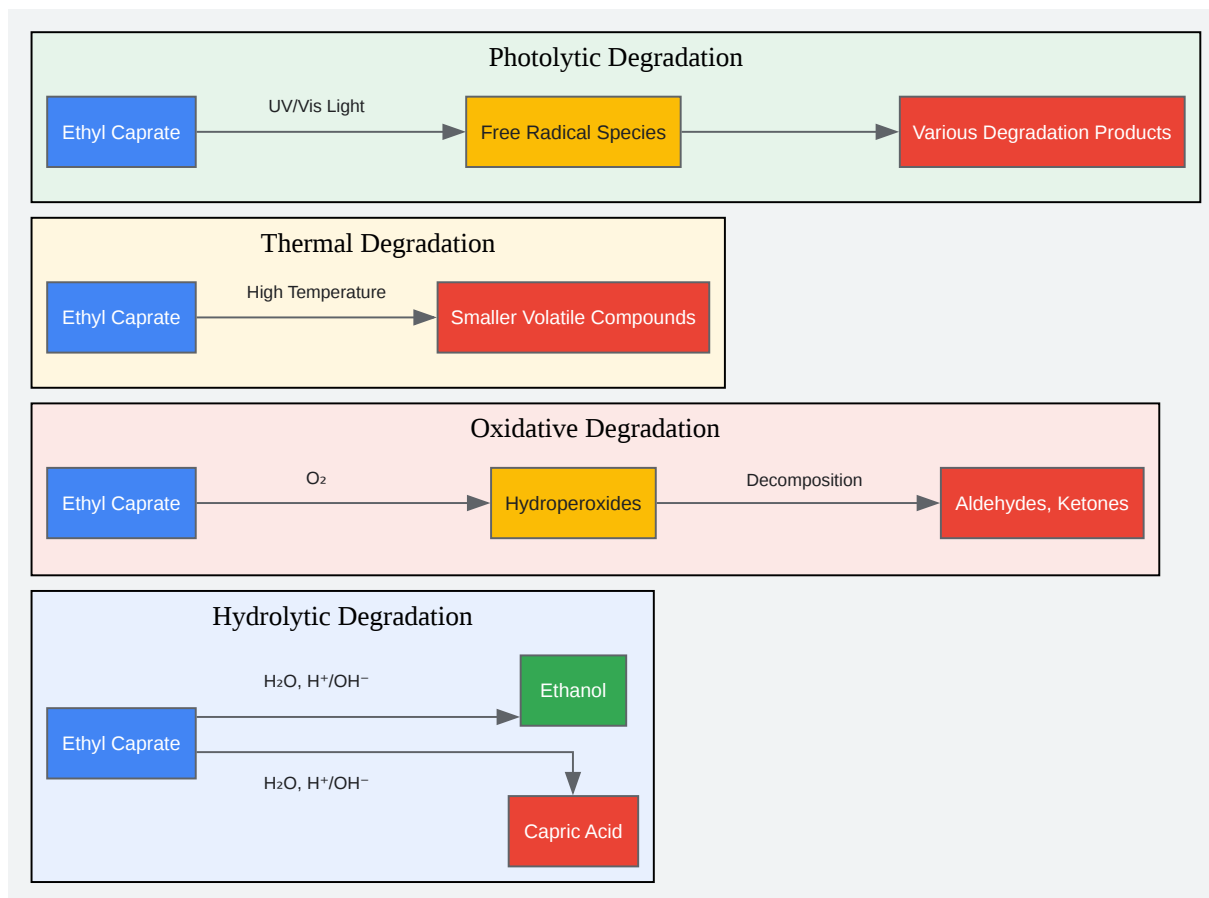 Photolytic Degradation
Ethyl Caprate
UV/Vis Light
Free Radical Species
Various Degradation Products
Thermal Degradation
Ethyl Caprate
High Temperature
Smaller Volatile Compounds
Oxidative Degradation
Ethyl Caprate
O₂
Hydroperoxides
Decomposition
Aldehydes, Ketones
Hydrolytic Degradation
H₂O, H⁺/OH⁻
Ethanol
Ethyl Caprate
H₂O, H⁺/OH⁻
Capric Acid